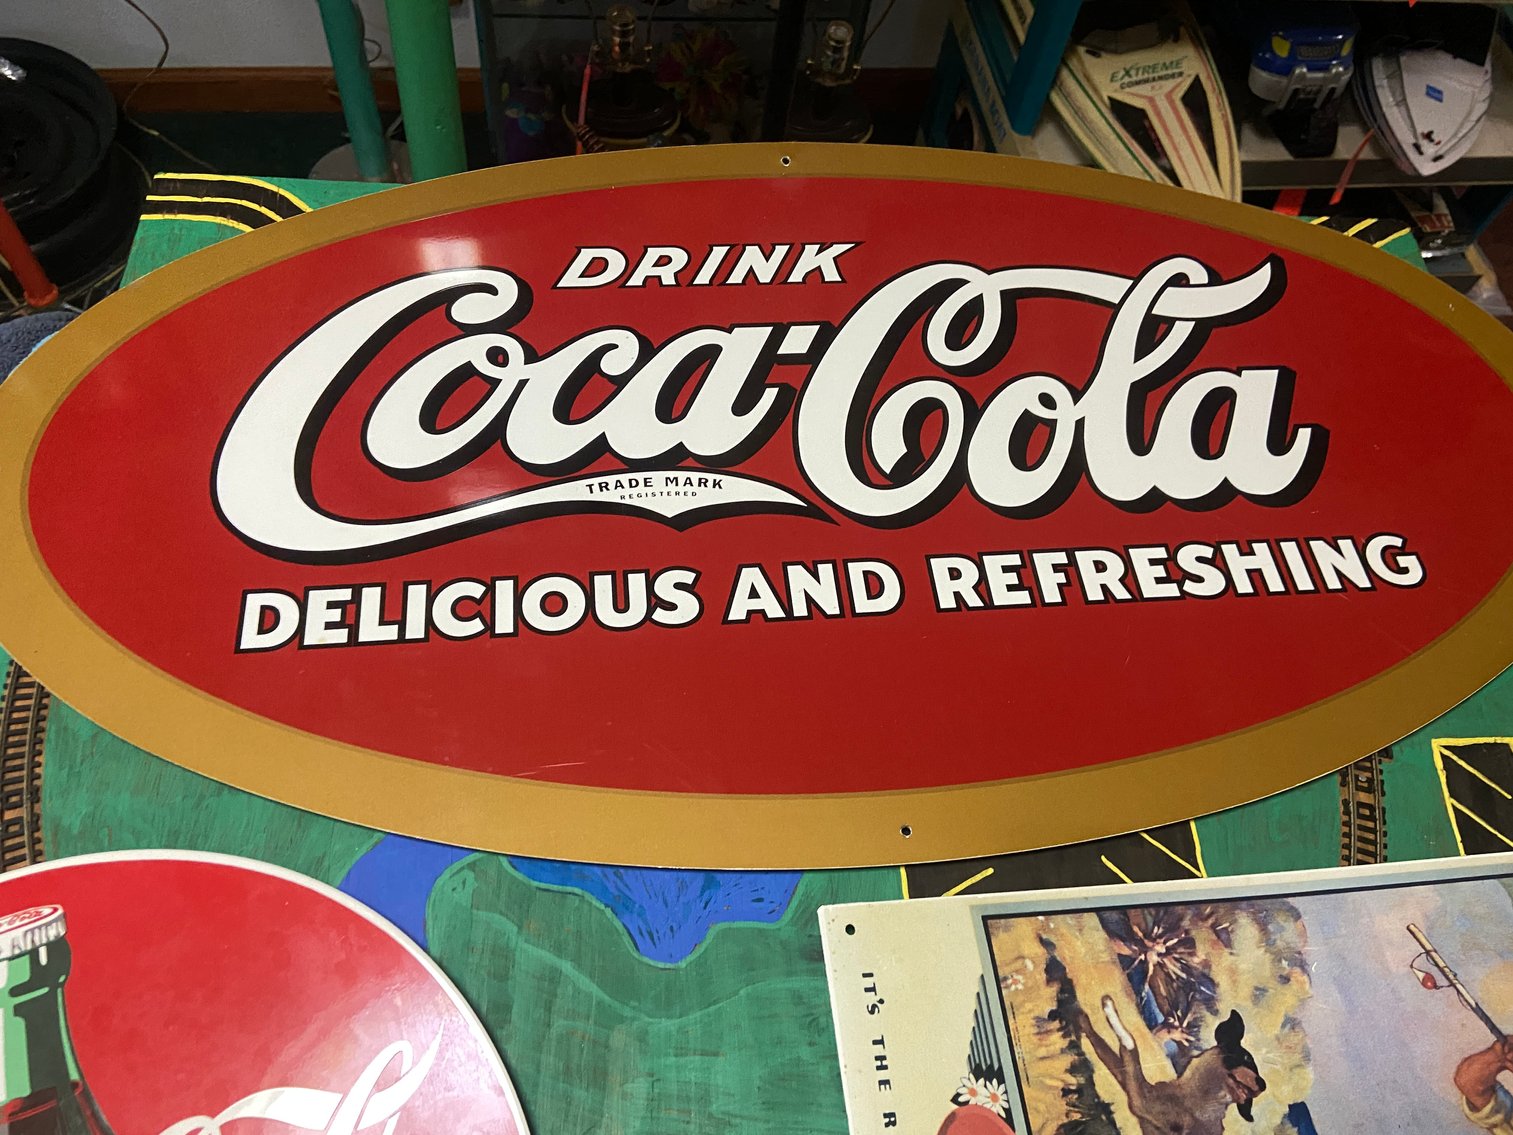 EXTREME
COMMANDER
DRINK
Coca-Cola
TRADE MARK
REGISTERED
DELICIOUS AND REFRESHING
IT'S THE